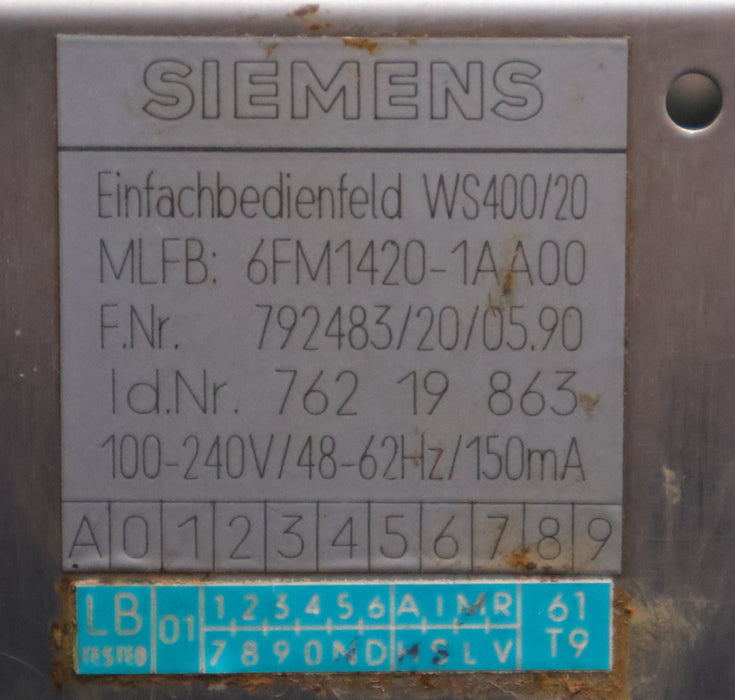 SIEMENS
Einfachbedienfeld WS400/20
MLFB: 6FM1420-1AA00
F.Nr. 792483/20/05.90
Id.Nr. 762 19 863
100-240V/48-62Hz/150mA
A 0 1 2 3 4 5 6 7 8 9
LB 01 1 2 3 4 5 6 A J M R 61
TESTED 7 8 9 0 N D H S L V T9